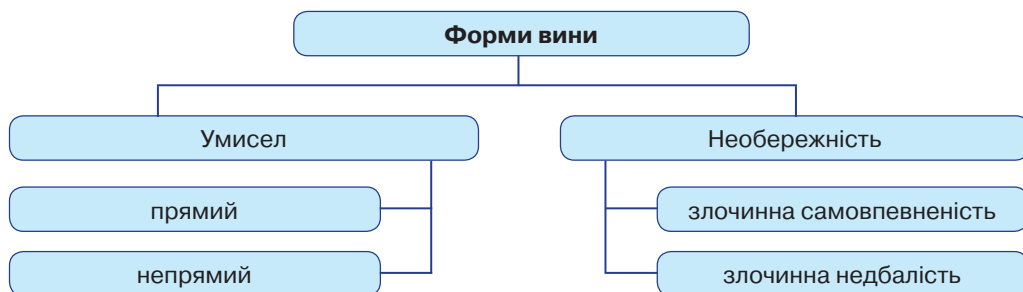 Форми вини
Умисел
прямий
непрямий
Необережність
злочинна самовпевненість
злочинна недбалість